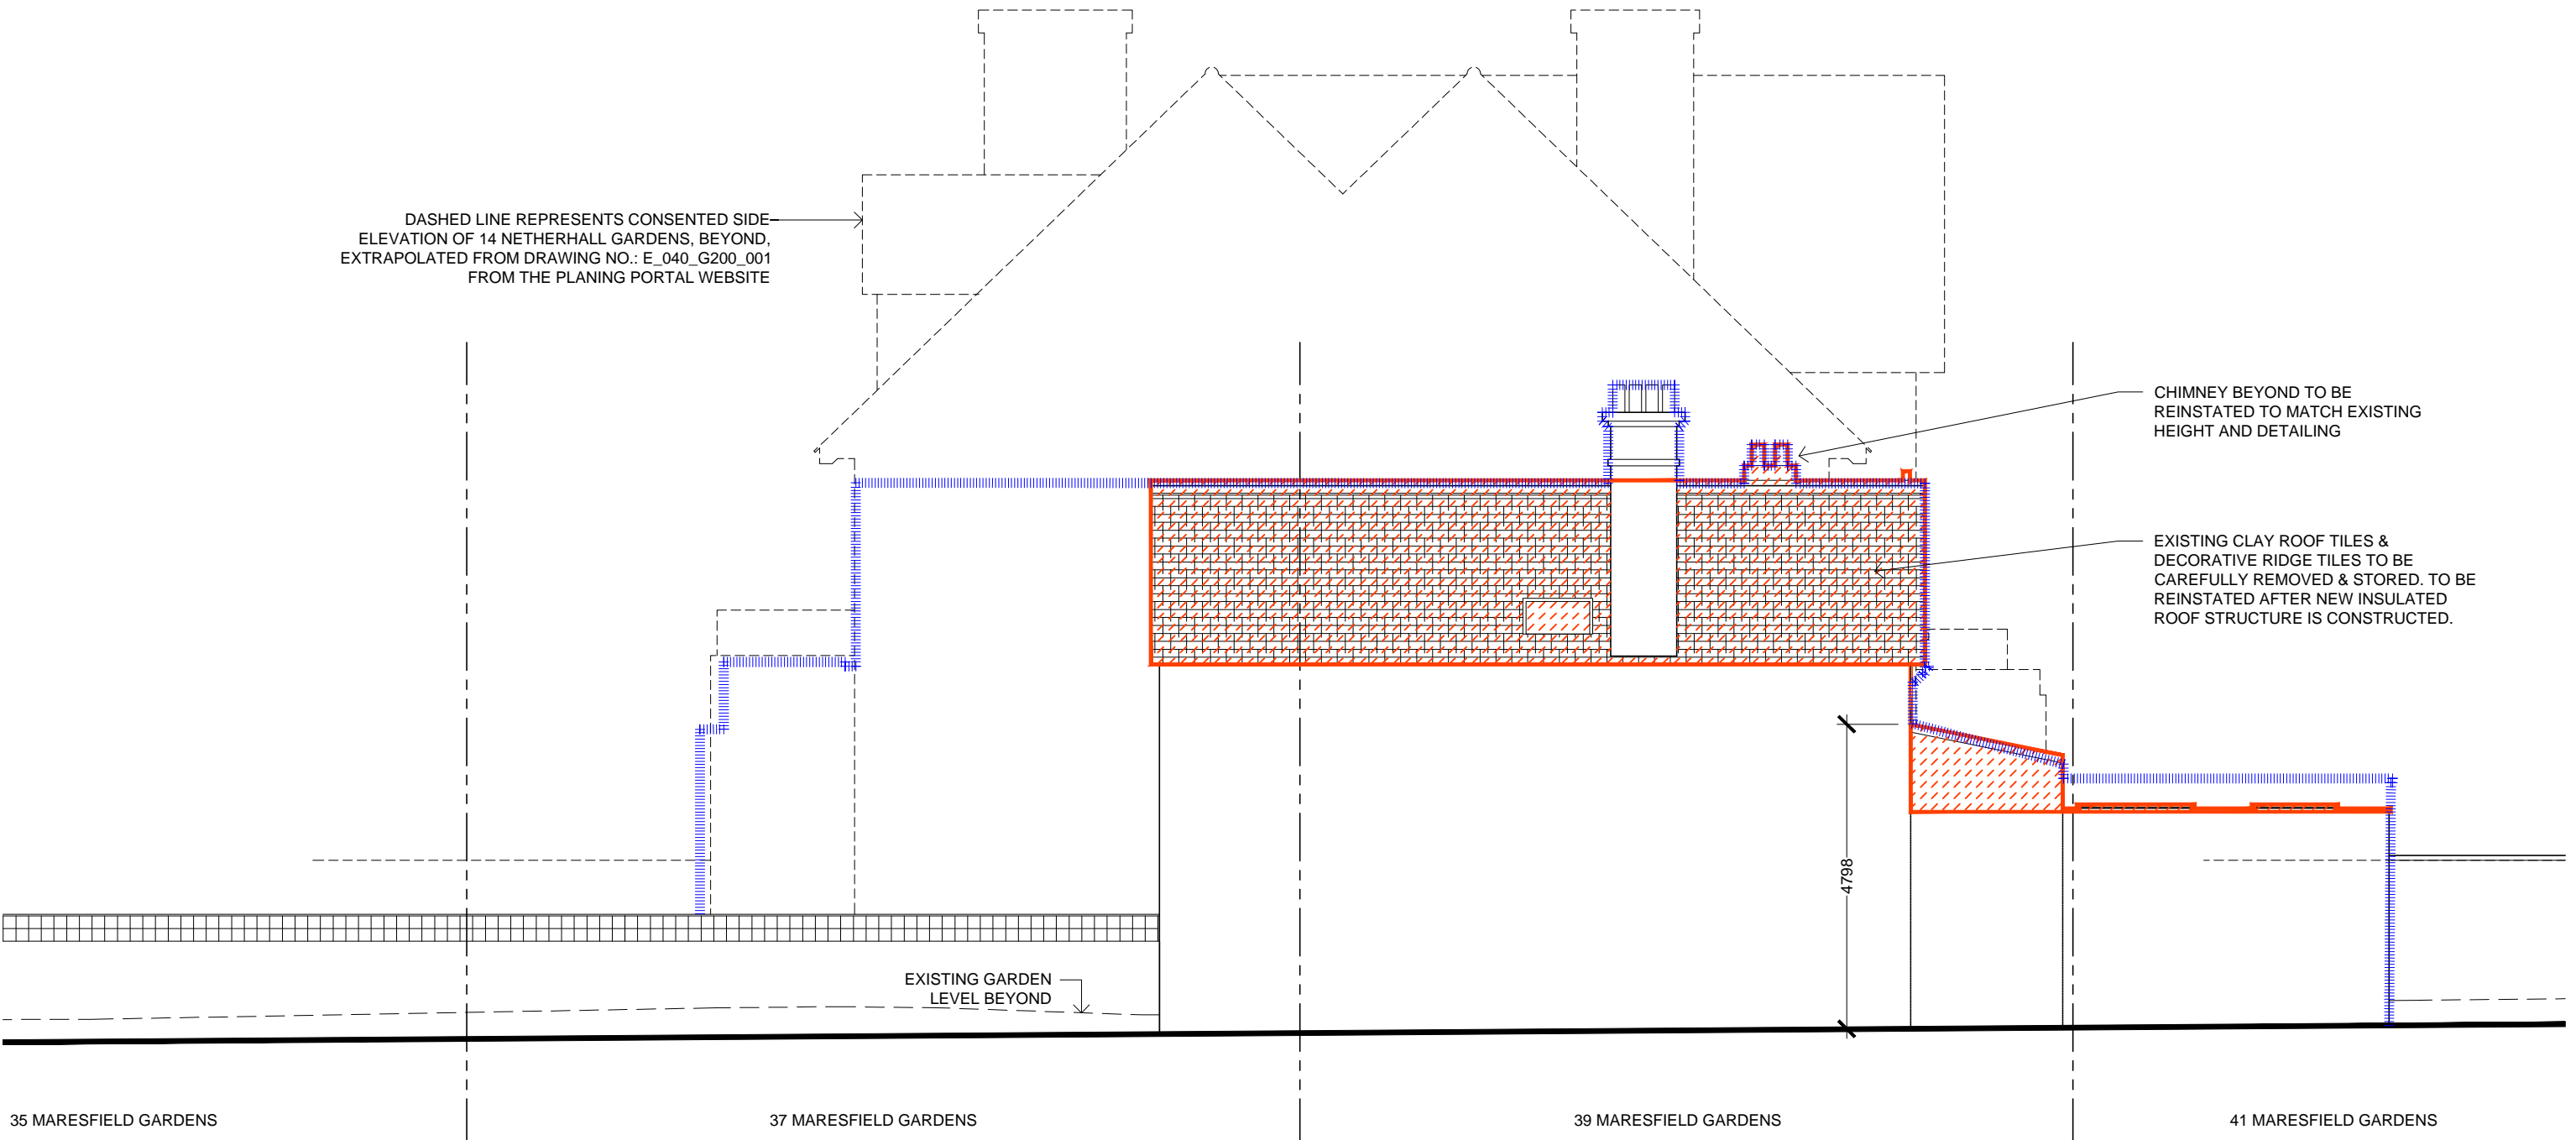 DASHED LINE REPRESENTS CONSENTED SIDE
ELEVATION OF 14 NETHERHALL GARDENS, BEYOND,
EXTRAPOLATED FROM DRAWING NO.: E_040_G200_001
FROM THE PLANING PORTAL WEBSITE
CHIMNEY BEYOND TO BE
REINSTATED TO MATCH EXISTING
HEIGHT AND DETAILING
EXISTING CLAY ROOF TILES &
DECORATIVE RIDGE TILES TO BE
CAREFULLY REMOVED & STORED. TO BE
REINSTATED AFTER NEW INSULATED
ROOF STRUCTURE IS CONSTRUCTED.
4798
EXISTING GARDEN
LEVEL BEYOND
35 MARESFIELD GARDENS
37 MARESFIELD GARDENS
39 MARESFIELD GARDENS
41 MARESFIELD GARDENS